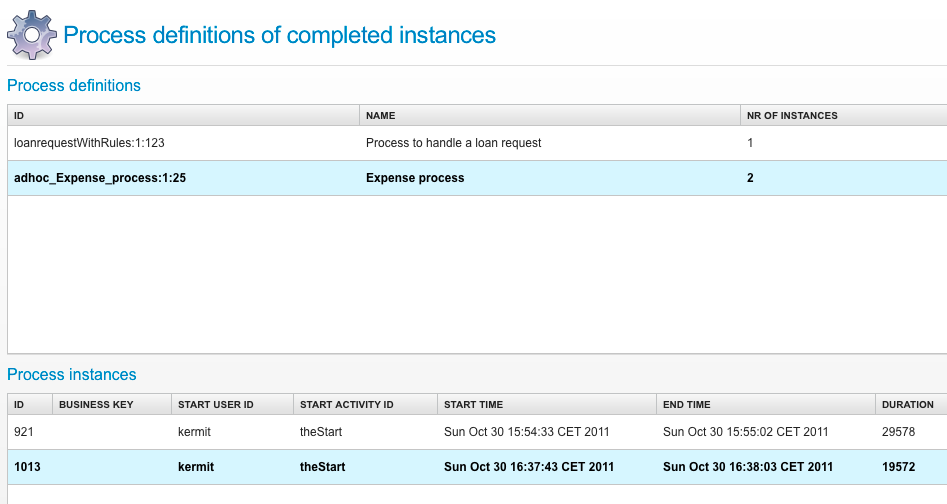 Process definitions of completed instances
Process definitions
ID NAME NR OF INSTANCES
loanrequestWithRules:1:123 Process to handle a loan request 1
adhoc_Expense_process:1:25 Expense process 2
Process instances
ID BUSINESS KEY START USER ID START ACTIVITY ID START TIME END TIME DURATION
921 kermit theStart Sun Oct 30 15:54:33 CET 2011 Sun Oct 30 15:55:02 CET 2011 29578
1013 kermit theStart Sun Oct 30 16:37:43 CET 2011 Sun Oct 30 16:38:03 CET 2011 19572